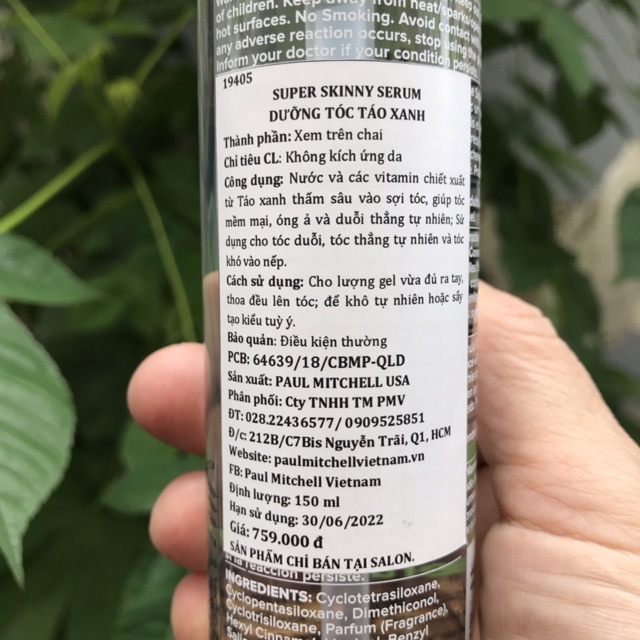 of children. Keep away from heat/sparks/
hot surfaces. No Smoking. Avoid contact
any adverse reaction occurs, stop using the
Inform your doctor if your condition
19405
SUPER SKINNY SERUM
DƯỠNG TÓC TÁO XANH
Thành phần: Xem trên chai
Chỉ tiêu CL: Không kích ứng da
Công dụng: Nước và các vitamin chiết xuất
từ Táo xanh thấm sâu vào sợi tóc, giúp tóc
mềm mại, óng ả và duỗi thẳng tự nhiên; Sử
dụng cho tóc duỗi, tóc thẳng tự nhiên và tóc
khó vào nếp.
Cách sử dụng: Cho lượng gel vừa đủ ra tay,
thoa đều lên tóc; để khô tự nhiên hoặc sấy
tạo kiểu tuỳ ý.
Bảo quản: Điều kiện thường
PCB: 64639/18/CBMP-QLD
Sản xuất: PAUL MITCHELL USA
Phân phối: Cty TNHH TM PMV
ĐT: 028.22436577/ 0909525851
Đ/c: 212B/C7Bis Nguyễn Trãi, Q1, HCM
Website: paulmitchellvietnam.vn
FB: Paul Mitchell Vietnam
Định lượng: 150 ml
Hạn sử dụng: 30/06/2022
Giá: 759.000 đ
SẢN PHẨM CHỈ BÁN TẠI SALON.
si la réaction persiste.
INGREDIENTS: Cyclotetrasiloxane,
Cyclopentasiloxane, Dimethiconol,
Cyclotrisiloxane, Parfum (Fragrance),
Hexyl Benzyl